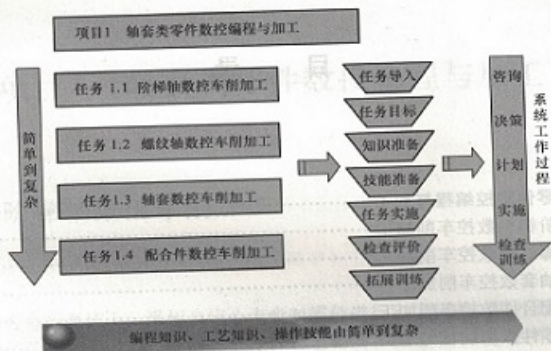 项目1 轴套类零件数控编程与加工
简单到复杂
任务 1.1 阶梯轴数控车削加工
任务 1.2 螺纹轴数控车削加工
任务1.3 轴套数控车削加工
任务 1.4 配合件数控车削加工
任务导入
任务目标
知识准备
技能准备
任务实施
检查评价
拓展训练
咨询
决策
计划
实施
检查
训练
系统工作过程
编程知识、工艺知识、操作技能由简单到复杂